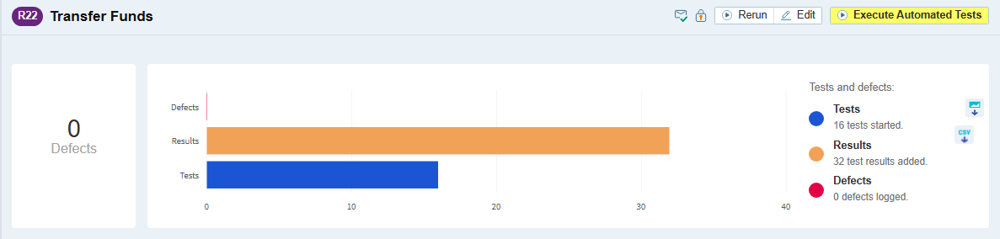 R22 Transfer Funds Rerun Edit Execute Automated Tests
0
Defects
Defects
Results
Tests
0 10 20 30 40
Tests and defects:
Tests
16 tests started.
Results
32 test results added.
Defects
0 defects logged.
CSV